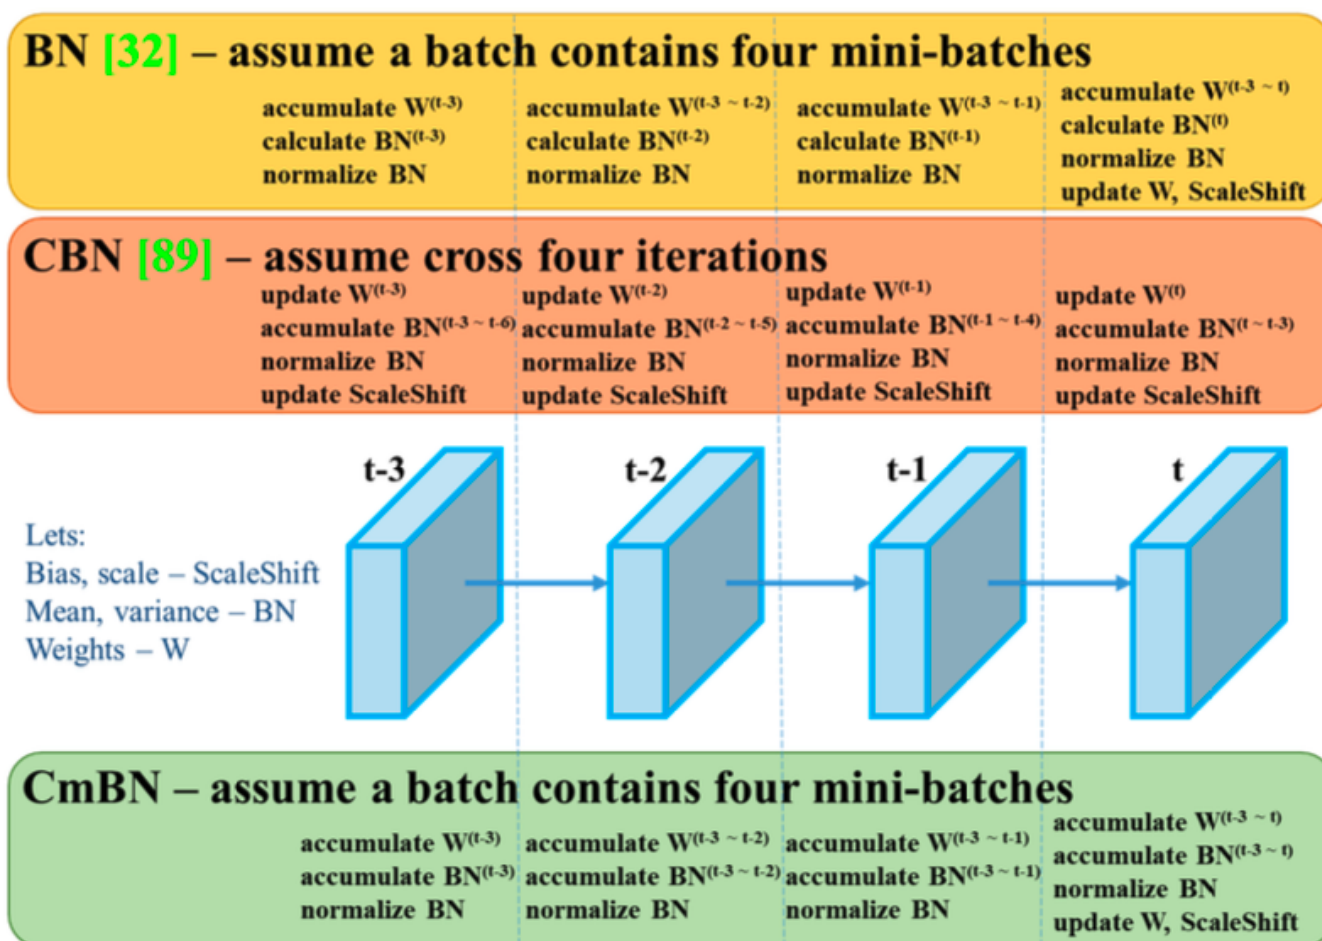 BN [32] – assume a batch contains four mini-batches
accumulate W(t-3)
calculate BN(t-3)
normalize BN
accumulate W(t-3 ~ t-2)
calculate BN(t-2)
normalize BN
accumulate W(t-3 ~ t-1)
calculate BN(t-1)
normalize BN
accumulate W(t-3 ~ t)
calculate BN(t)
normalize BN
update W, ScaleShift
CBN [89] – assume cross four iterations
update W(t-3)
accumulate BN(t-3 ~ t-6)
normalize BN
update ScaleShift
update W(t-2)
accumulate BN(t-2 ~ t-5)
normalize BN
update ScaleShift
update W(t-1)
accumulate BN(t-1 ~ t-4)
normalize BN
update ScaleShift
update W(t)
accumulate BN(t ~ t-3)
normalize BN
update ScaleShift
t-3
t-2
t-1
t
Lets:
Bias, scale – ScaleShift
Mean, variance – BN
Weights – W
CmBN – assume a batch contains four mini-batches
accumulate W(t-3)
accumulate BN(t-3)
normalize BN
accumulate W(t-3 ~ t-2)
accumulate BN(t-3 ~ t-2)
normalize BN
accumulate W(t-3 ~ t-1)
accumulate BN(t-3 ~ t-1)
normalize BN
accumulate W(t-3 ~ t)
accumulate BN(t-3 ~ t)
normalize BN
update W, ScaleShift